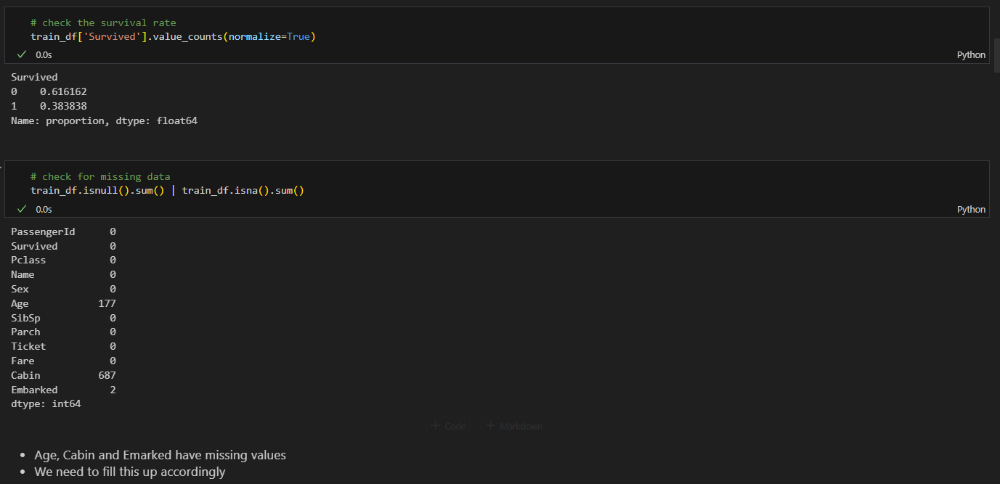 # check the survival rate
train_df['Survived'].value_counts(normalize=True)
0.0s
Python
Survived
0    0.616162
1    0.383838
Name: proportion, dtype: float64
# check for missing data
train_df.isnull().sum() | train_df.isna().sum()
0.0s
Python
PassengerId      0
Survived         0
Pclass           0
Name             0
Sex              0
Age            177
SibSp            0
Parch            0
Ticket           0
Fare             0
Cabin          687
Embarked         2
dtype: int64
+ Code + Markdown
• Age, Cabin and Emarked have missing values
• We need to fill this up accordingly